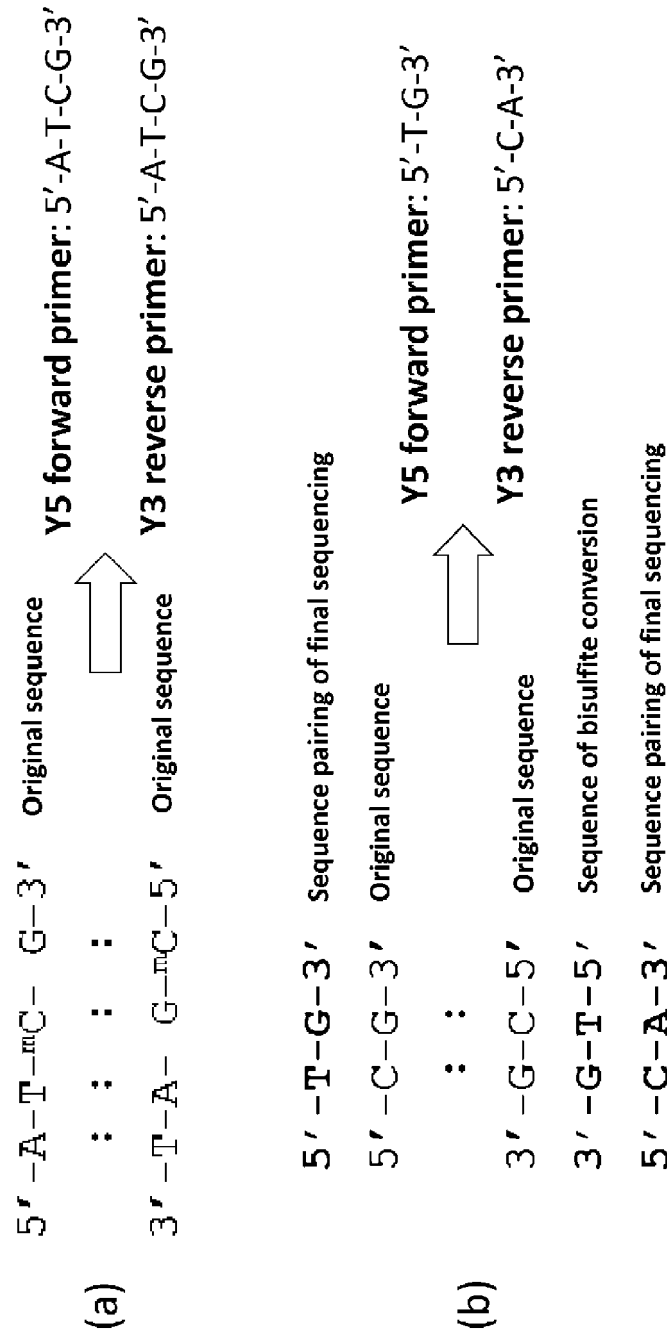 (a)
5′-A-T-ᵐC- G-3′ Original sequence
: : : :
3′-T-A- G-ᵐC-5′ Original sequence
Y5 forward primer: 5′-A-T-C-G-3′
Y3 reverse primer: 5′-A-T-C-G-3′
(b)
5′-T-G-3′ Sequence pairing of final sequencing
5′-C-G-3′ Original sequence
: :
3′-G-C-5′ Original sequence
3′-G-T-5′ Sequence of bisulfite conversion
5′-C-A-3′ Sequence pairing of final sequencing
Y5 forward primer: 5′-T-G-3′
Y3 reverse primer: 5′-C-A-3′